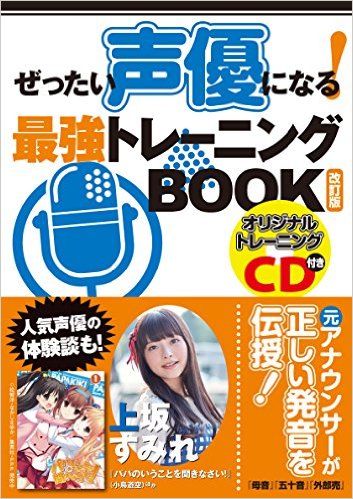 ぜったい声優になる!
最強トレーニング
BOOK
改訂版
オリジナル
トレーニング
CD付き
人気声優の
体験談も!
上坂
すみれ
『パパのいうことを聞きなさい!』
(小鳥遊空)ほか
元アナウンサーが
正しい発音を
伝授!
「母音」「五十音」「外郎売」